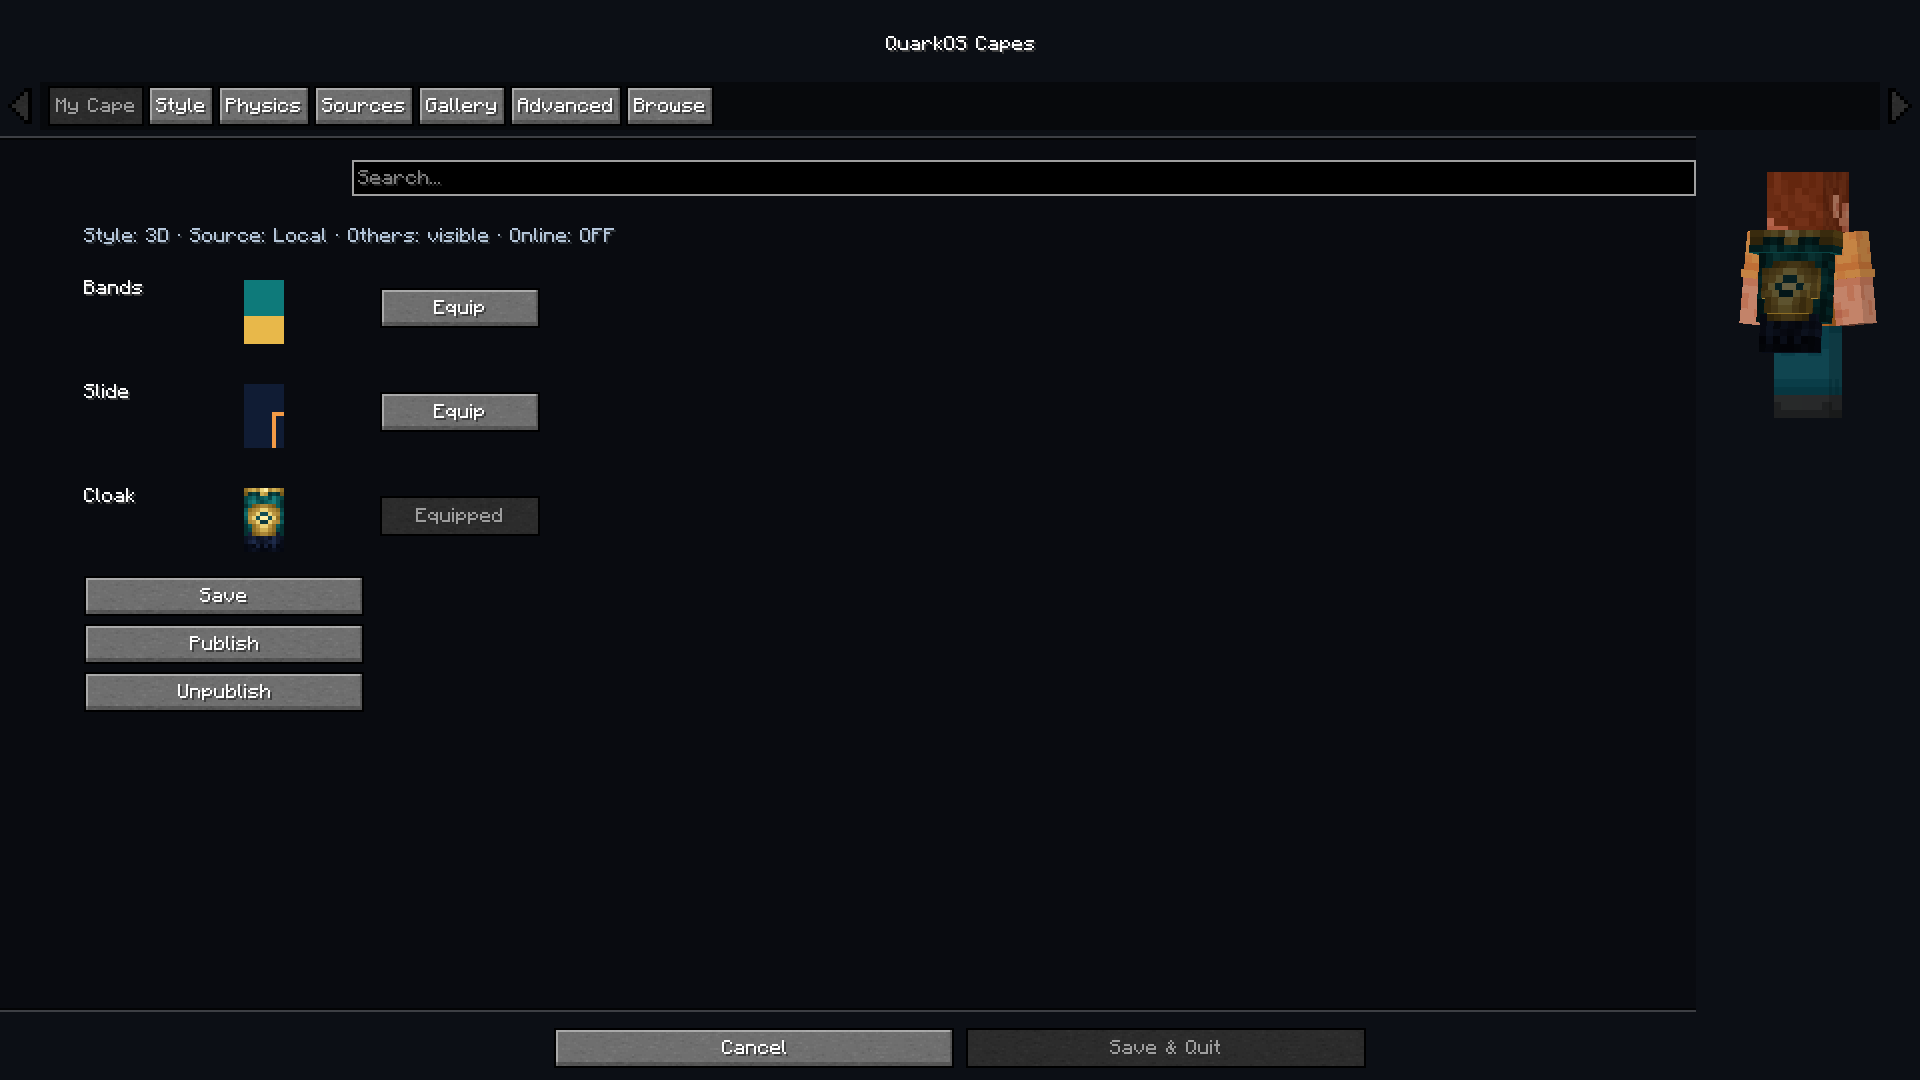 QuarkOS Capes
My Cape Style Physics Sources Gallery Advanced Browse
Search...
Style: 3D · Source: Local · Others: visible · Online: OFF
Bands
Equip
Slide
Equip
Cloak
Equipped
Save
Publish
Unpublish
Cancel Save & Quit